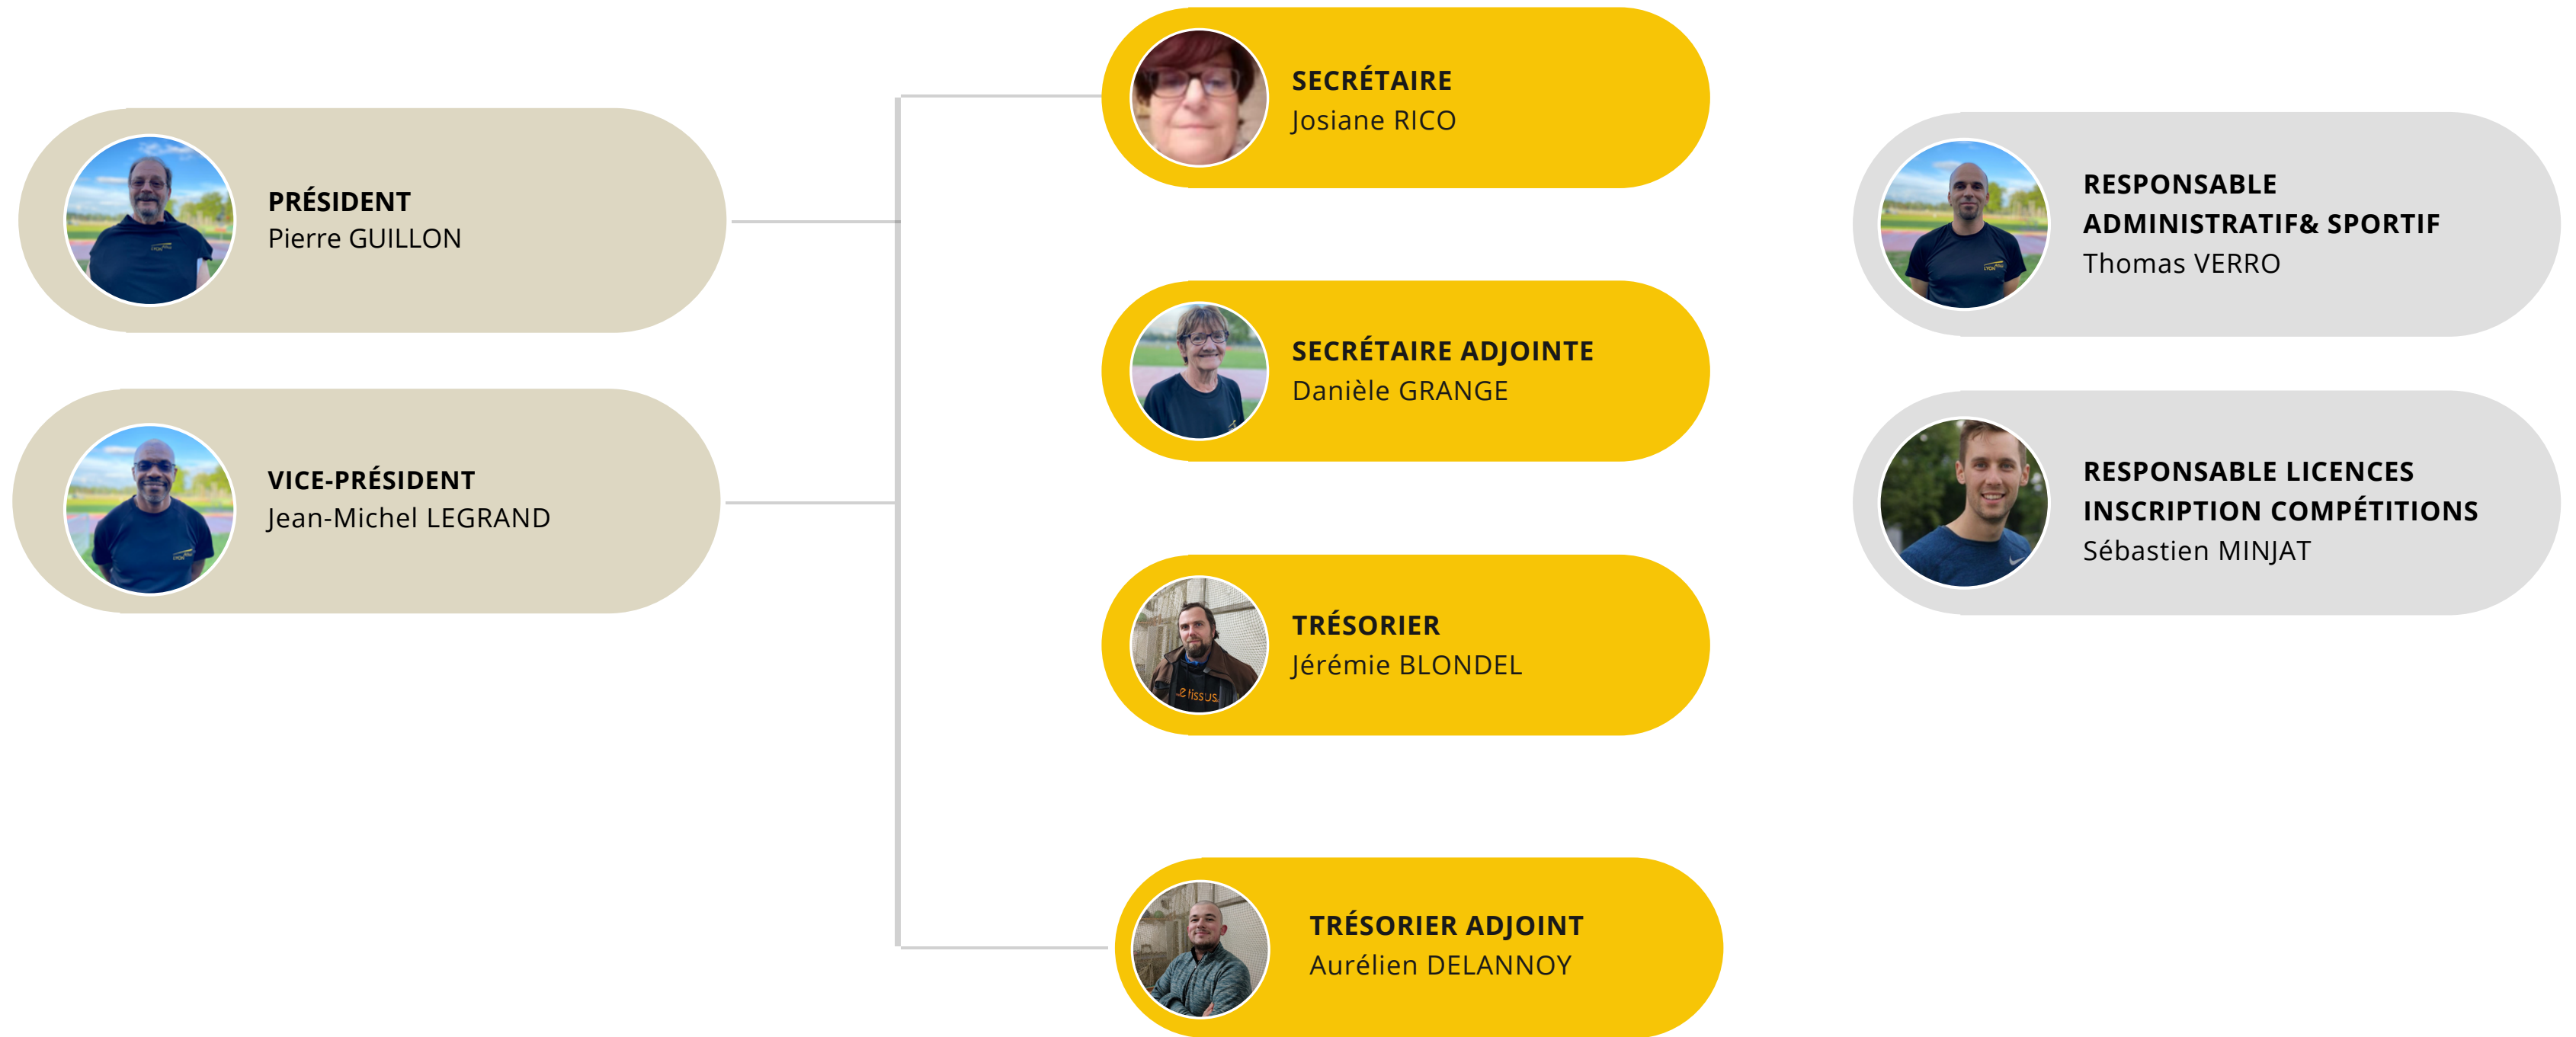 PRÉSIDENT
Pierre GUILLON
VICE-PRÉSIDENT
Jean-Michel LEGRAND
SECRÉTAIRE
Josiane RICO
SECRÉTAIRE ADJOINTE
Danièle GRANGE
TRÉSORIER
Jérémie BLONDEL
TRÉSORIER ADJOINT
Aurélien DELANNOY
RESPONSABLE
ADMINISTRATIF& SPORTIF
Thomas VERRO
RESPONSABLE LICENCES
INSCRIPTION COMPÉTITIONS
Sébastien MINJAT